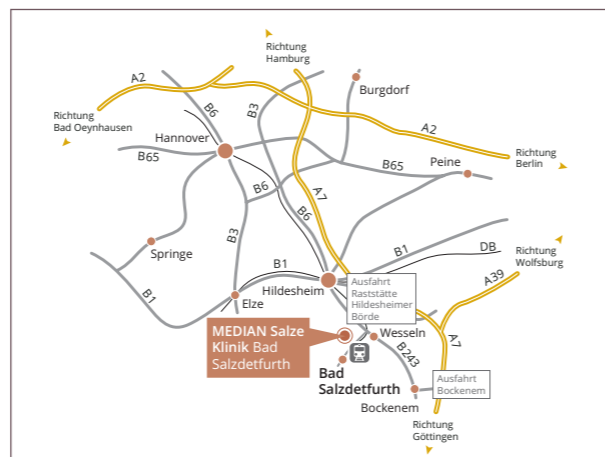 Richtung
Hamburg
A2
Burgdorf
B6
B3
Richtung
Bad Oeynhausen
Hannover
A2
B65
Peine
B65
Richtung
Berlin
B6
A7
B6
Springe
B3
B1
DB
Richtung
Wolfsburg
B1
B1
Hildesheim
Ausfahrt
Raststätte
Hildesheimer
Börde
A39
Elze
MEDIAN Salze
Klinik Bad
Salzdetfurth
Wesseln
A7
B243
Bad
Salzdetfurth
Ausfahrt
Bockenem
Bockenem
Richtung
Göttingen